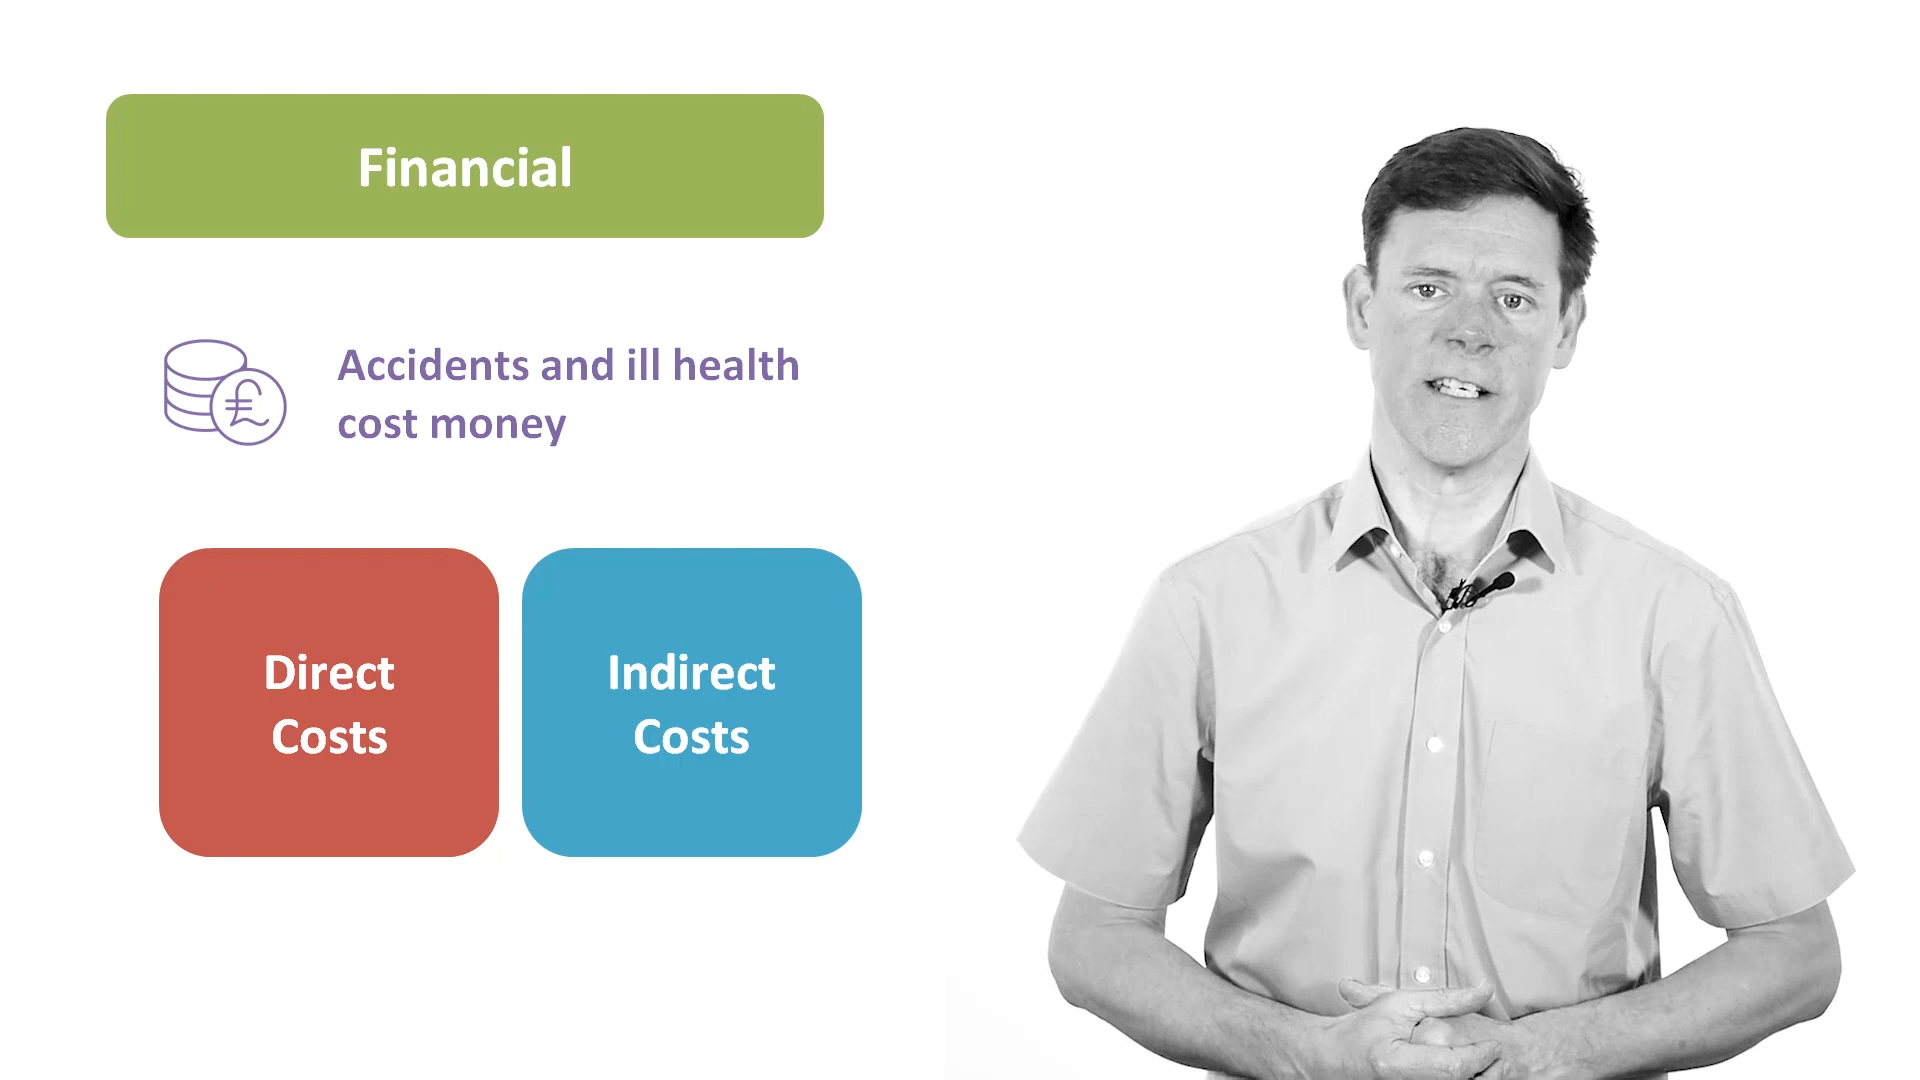 Financial
Accidents and ill health
cost money
Direct
Costs
Indirect
Costs